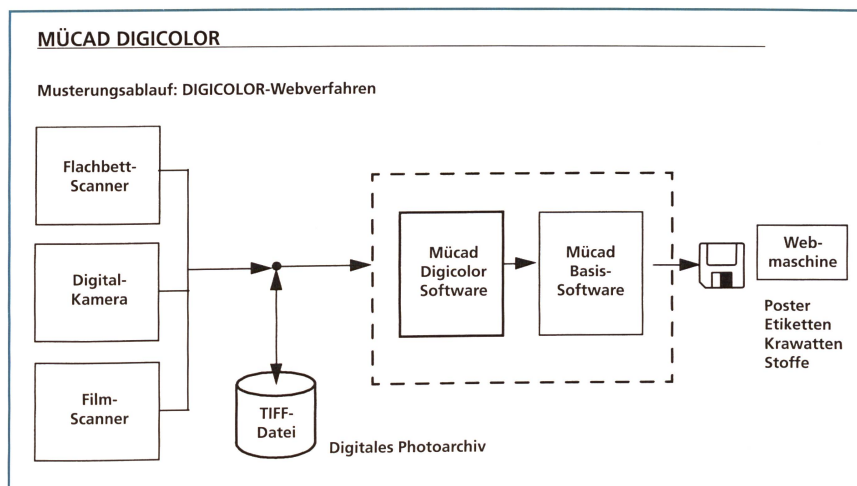 MÜCAD DIGICOLOR
Musterungsablauf: DIGICOLOR-Webverfahren
Flachbett-
Scanner
Digital-
Kamera
Film-
Scanner
TIFF-
Datei
Digitales Photoarchiv
Mücad
Digicolor
Software
Mücad
Basis-
Software
Web-
maschine
Poster
Etiketten
Krawatten
Stoffe